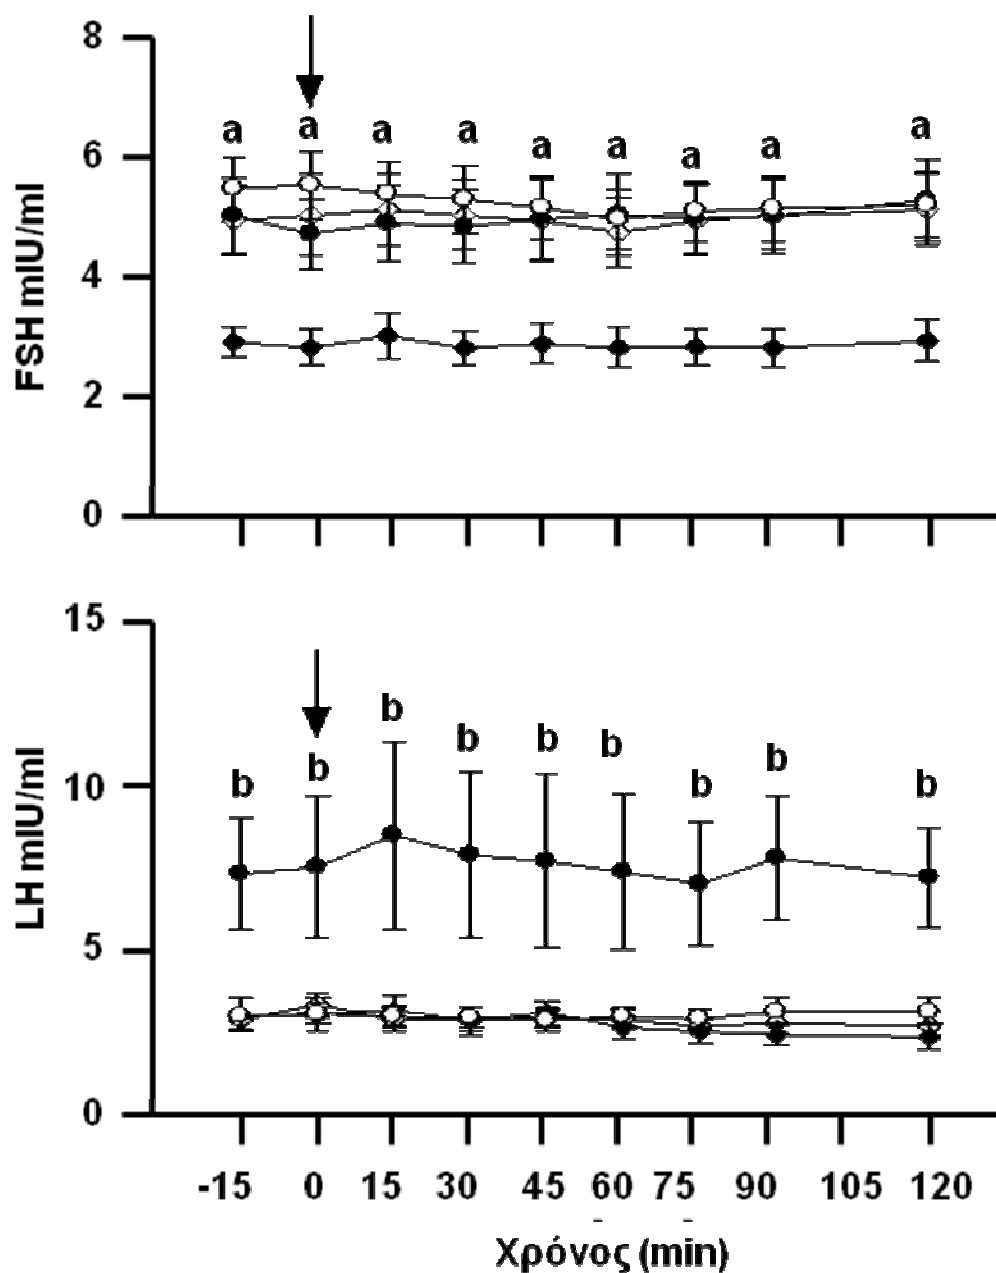 8
a a a a a a a a a
6
4
2
0
FSH mIU/ml
15
b b b b b b b b b
10
5
0
LH mIU/ml
-15 0 15 30 45 60 75 90 105 120
Χρόνος (min)